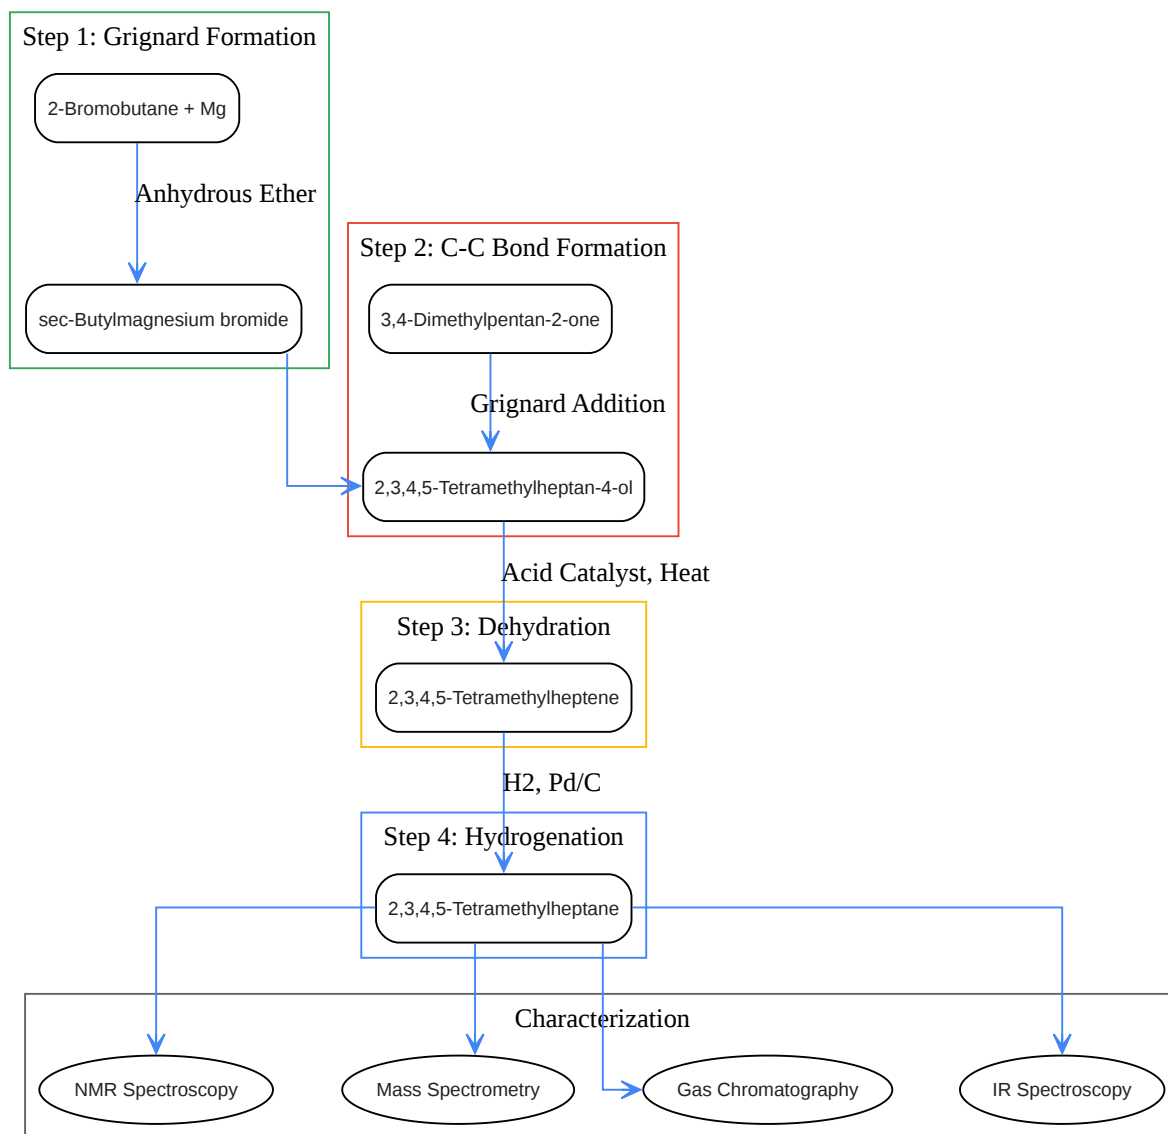 Step 1: Grignard Formation
2-Bromobutane + Mg
Anhydrous Ether
sec-Butylmagnesium bromide
Step 2: C-C Bond Formation
3,4-Dimethylpentan-2-one
Grignard Addition
2,3,4,5-Tetramethylheptan-4-ol
Acid Catalyst, Heat
Step 3: Dehydration
2,3,4,5-Tetramethylheptene
H2, Pd/C
Step 4: Hydrogenation
2,3,4,5-Tetramethylheptane
Characterization
NMR Spectroscopy
Mass Spectrometry
Gas Chromatography
IR Spectroscopy